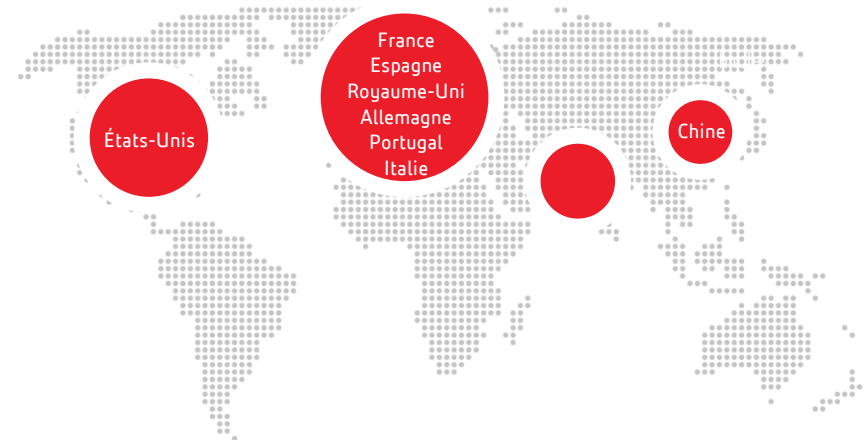 États-Unis
France
Espagne
Royaume-Uni
Allemagne
Portugal
Italie
Chine